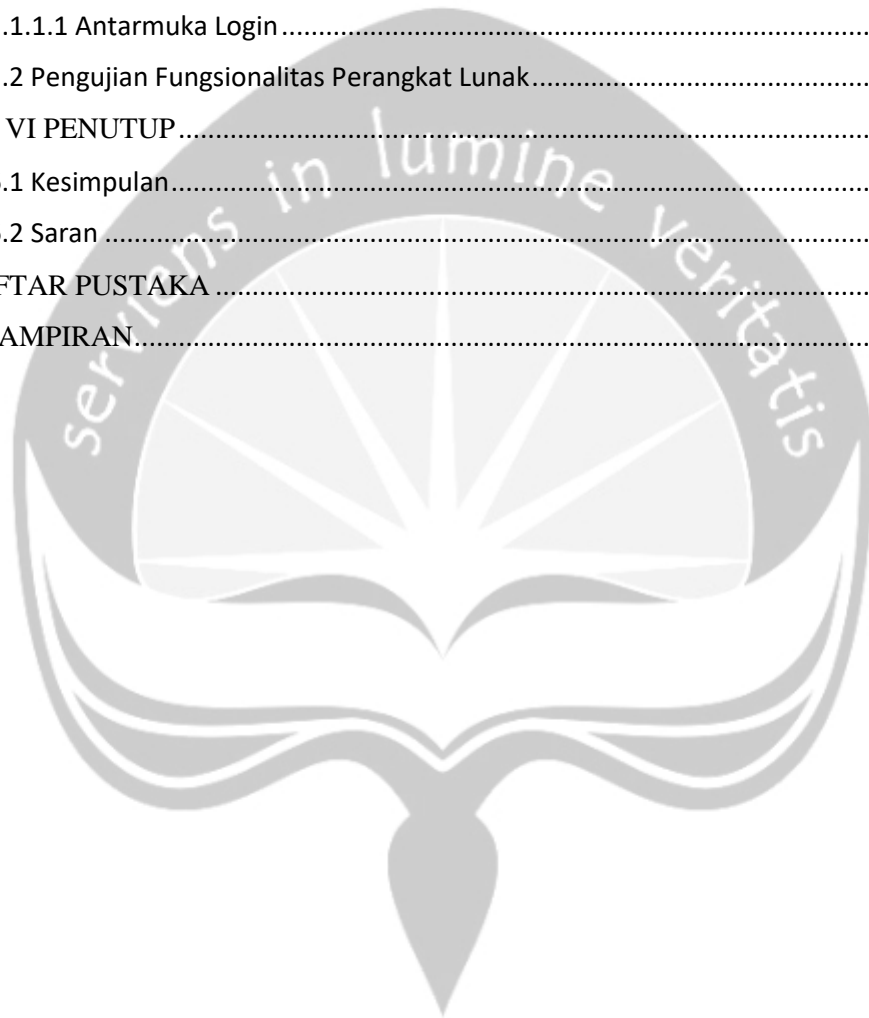 .1.1.1 Antarmuka Login
.2 Pengujian Fungsionalitas Perangkat Lunak
VI PENUTUP
.1 Kesimpulan
.2 Saran
FTAR PUSTAKA
AMPIRAN
serviens in lumine veritatis